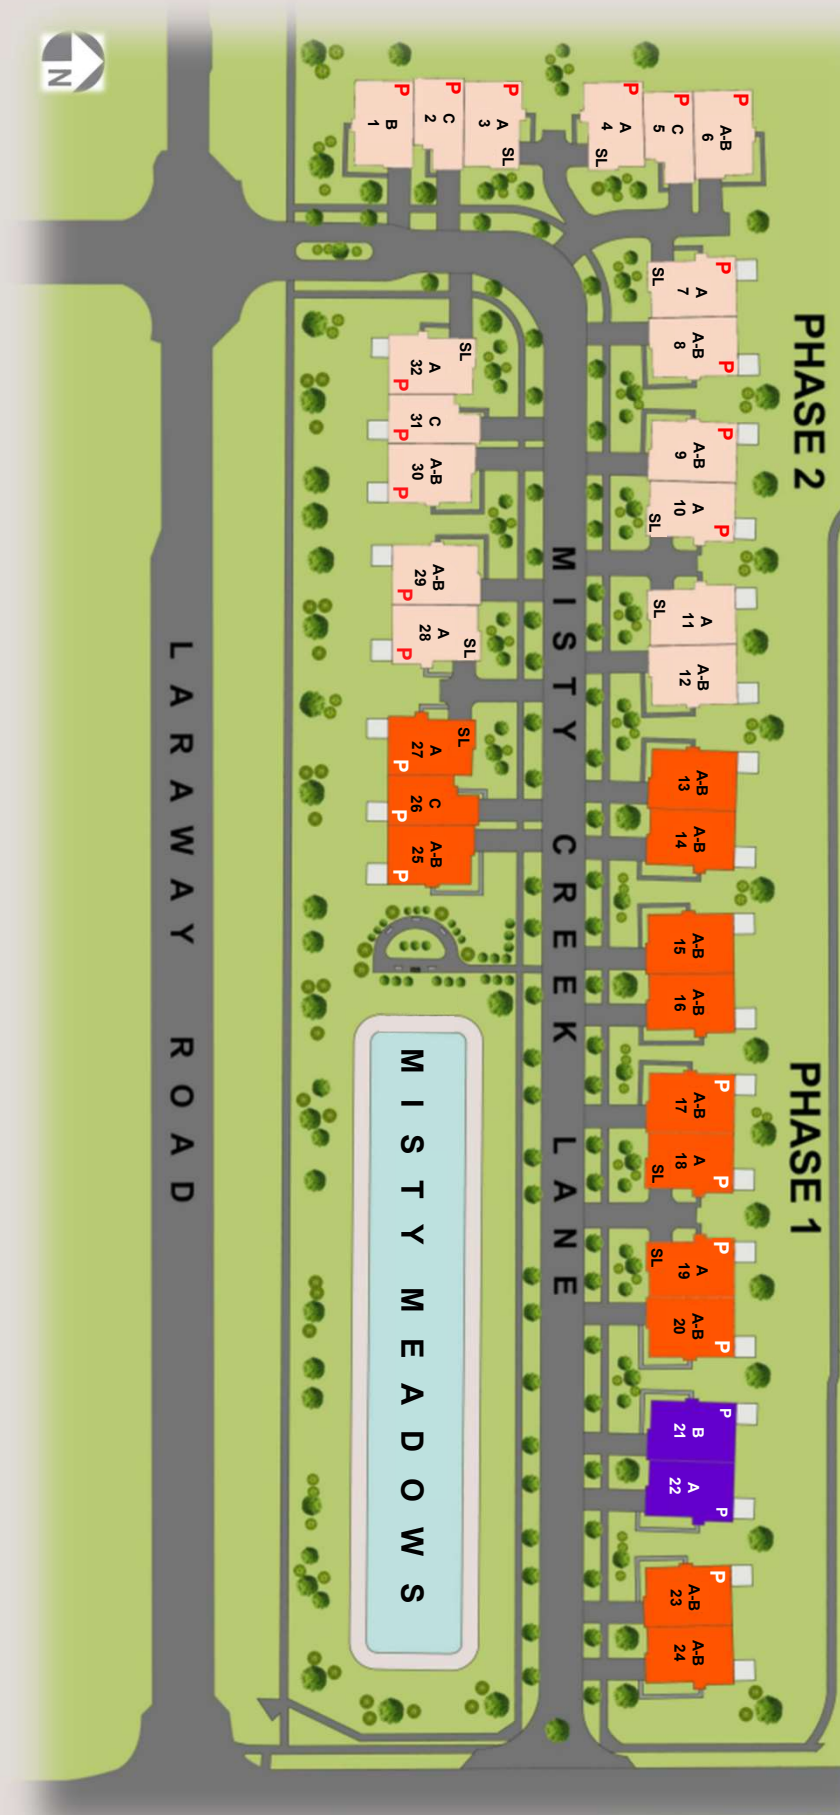 N
P
B
1
P
C
2
P
A
3
SL
P
A
4
SL
P
C
5
P
A-B
6
P
A
7
SL
A-B
8
P
P
A-B
9
A
10
SL
P
A
11
SL
A-B
12
A-B
13
A-B
14
A-B
15
A-B
16
P
A-B
17
A
18
SL
P
P
A
19
SL
A-B
20
P
P
B
21
A
22
P
P
A-B
23
A-B
24
A-B
25
P
C
26
P
SL
A
27
P
SL
A
28
P
A-B
29
P
A-B
30
P
C
31
P
SL
A
32
P
PHASE 2
PHASE 1
MISTY CREEK LANE
MISTY MEADOWS
LARAWAY ROAD